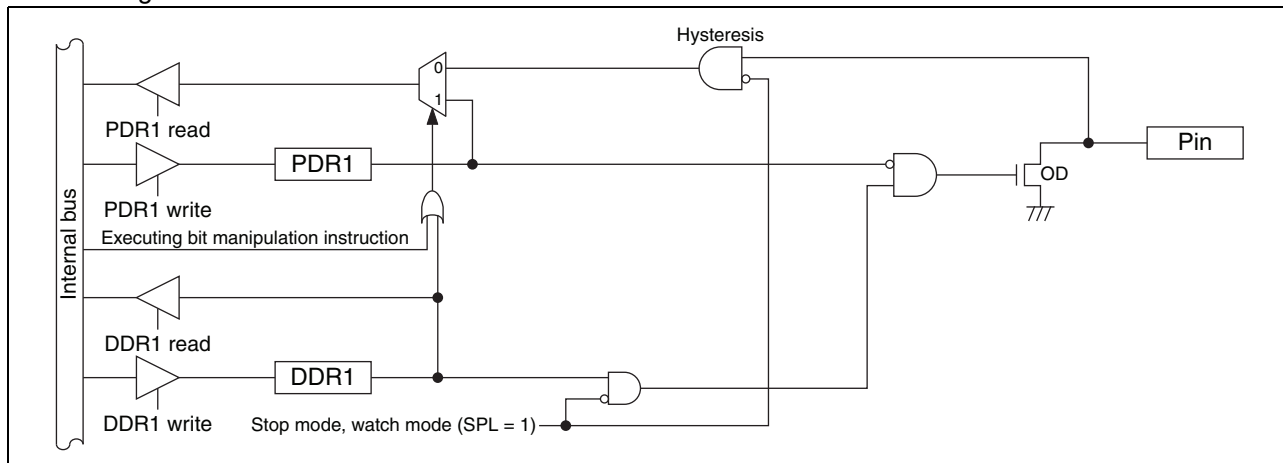 Hysteresis
0
1
PDR1 read
PDR1
Pin
OD
PDR1 write
Executing bit manipulation instruction
Internal bus
DDR1 read
DDR1
DDR1 write
Stop mode, watch mode (SPL = 1)